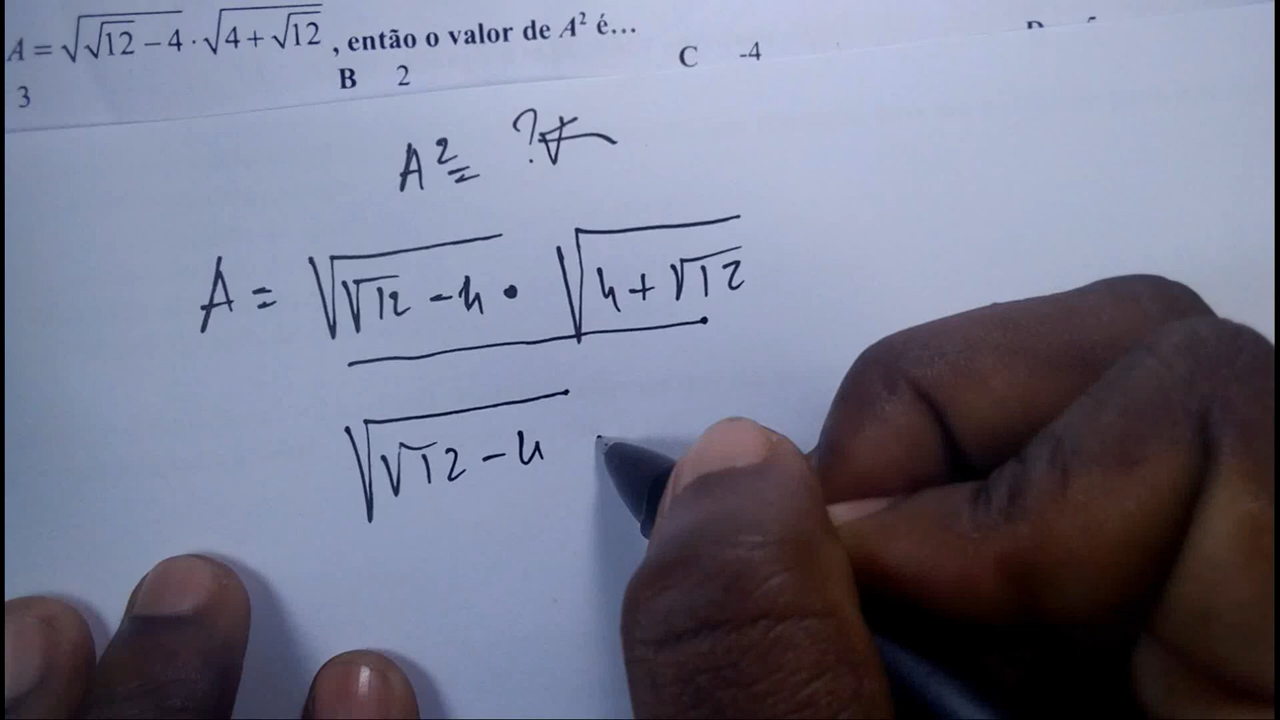 A = √(√12 − 4) · √(4 + √12) , então o valor de A² é...
3 B 2 C -4
A² = ?
A = √(√12 − 4) · √(4 + √12)
√(√12 − 4)